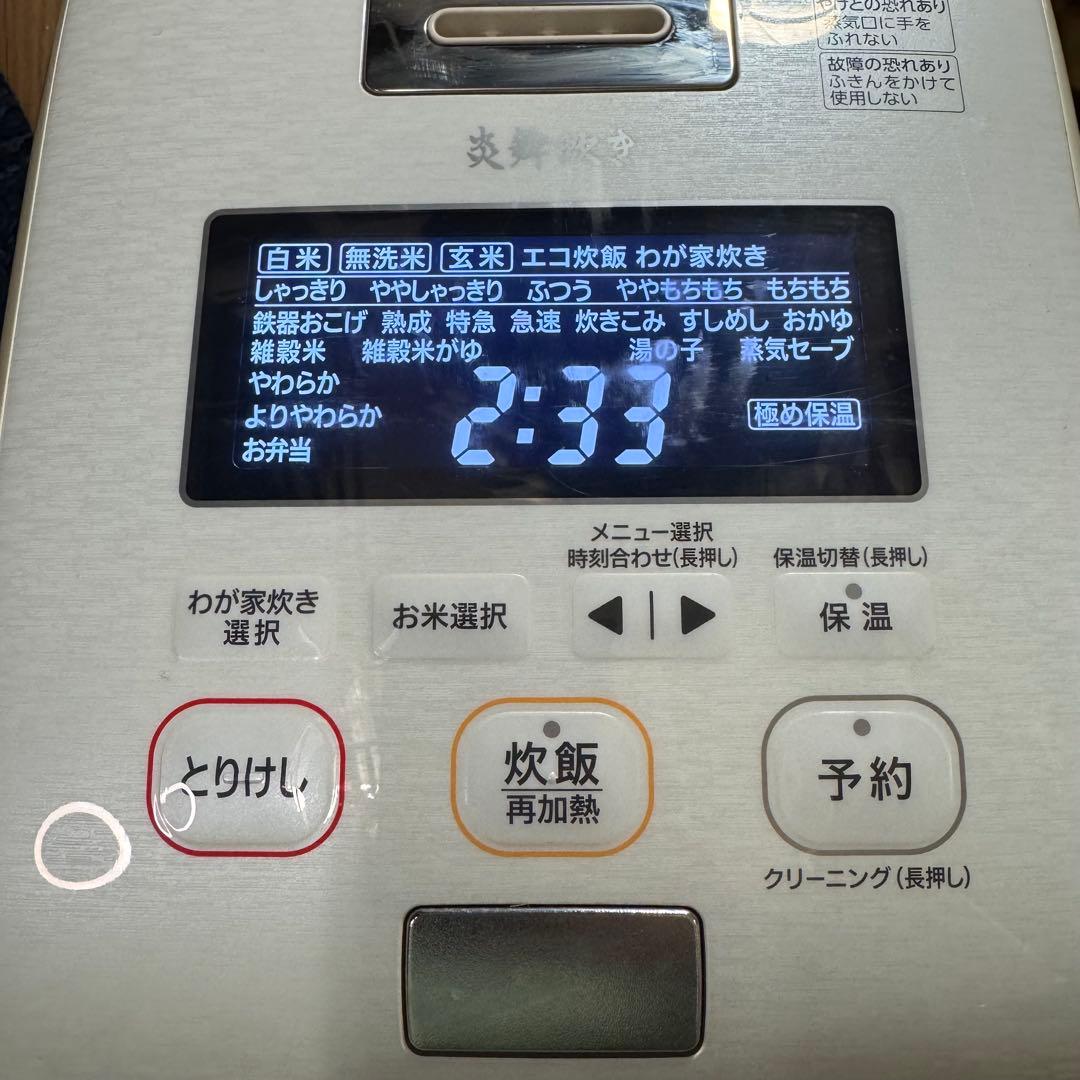 やけどの恐れあり
蒸気口に手を
ふれない
故障の恐れあり
ふきんをかけて
使用しない
炎舞炊き
白米 無洗米 玄米 エコ炊飯 わが家炊き
しゃっきり ややしゃっきり ふつう ややもちもち もちもち
鉄器おこげ 熟成 特急 急速 炊きこみ すしめし おかゆ
雑穀米 雑穀米がゆ 湯の子 蒸気セーブ
やわらか
よりやわらか
お弁当
2:33
極め保温
メニュー選択
時刻合わせ(長押し)
保温切替(長押し)
わが家炊き
選択
お米選択
保温
とりけし
炊飯
再加熱
予約
クリーニング(長押し)